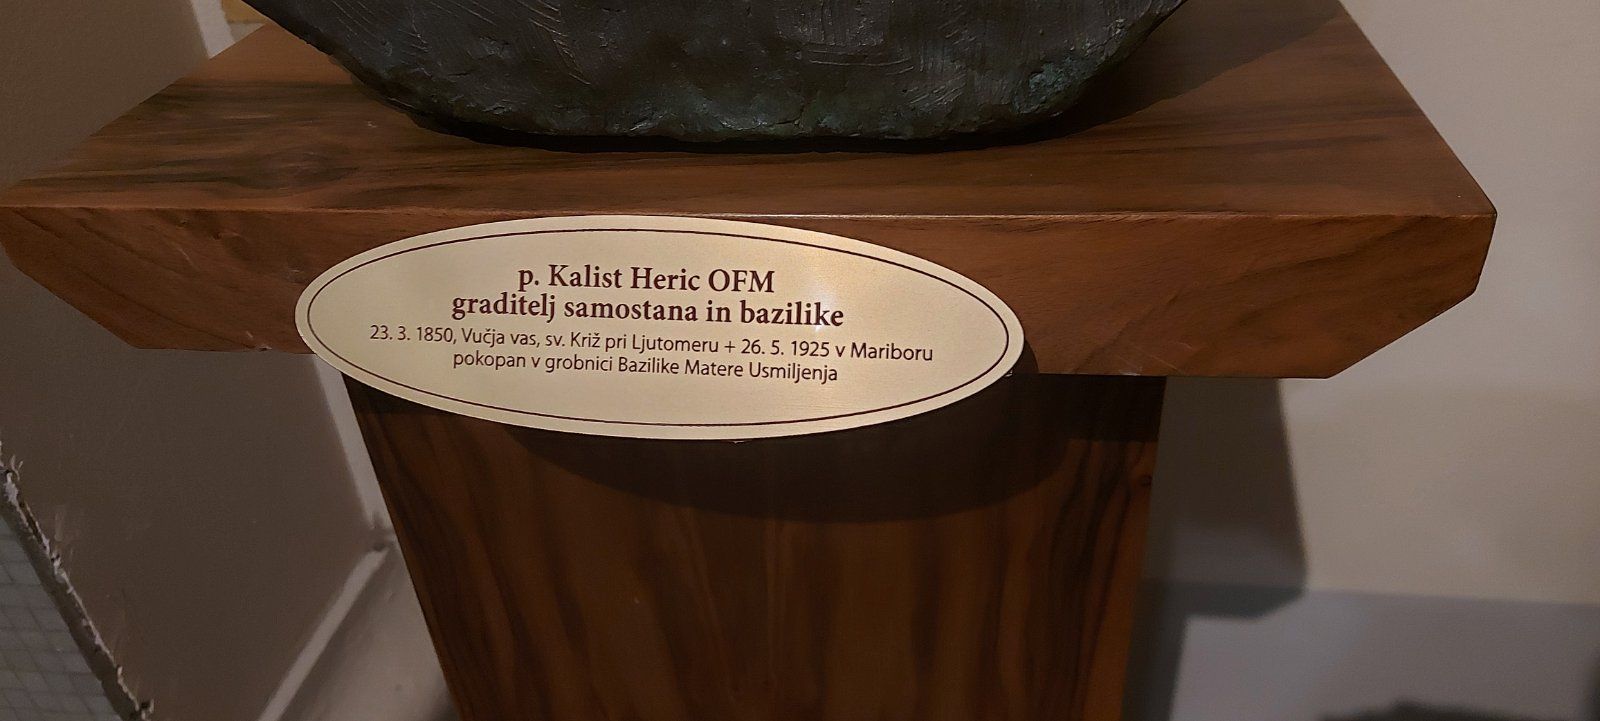 p. Kalist Heric OFM
graditelj samostana in bazilike
23. 3. 1850, Vučja vas, sv. Križ pri Ljutomeru + 26. 5. 1925 v Mariboru
pokopan v grobnici Bazilike Matere Usmiljenja